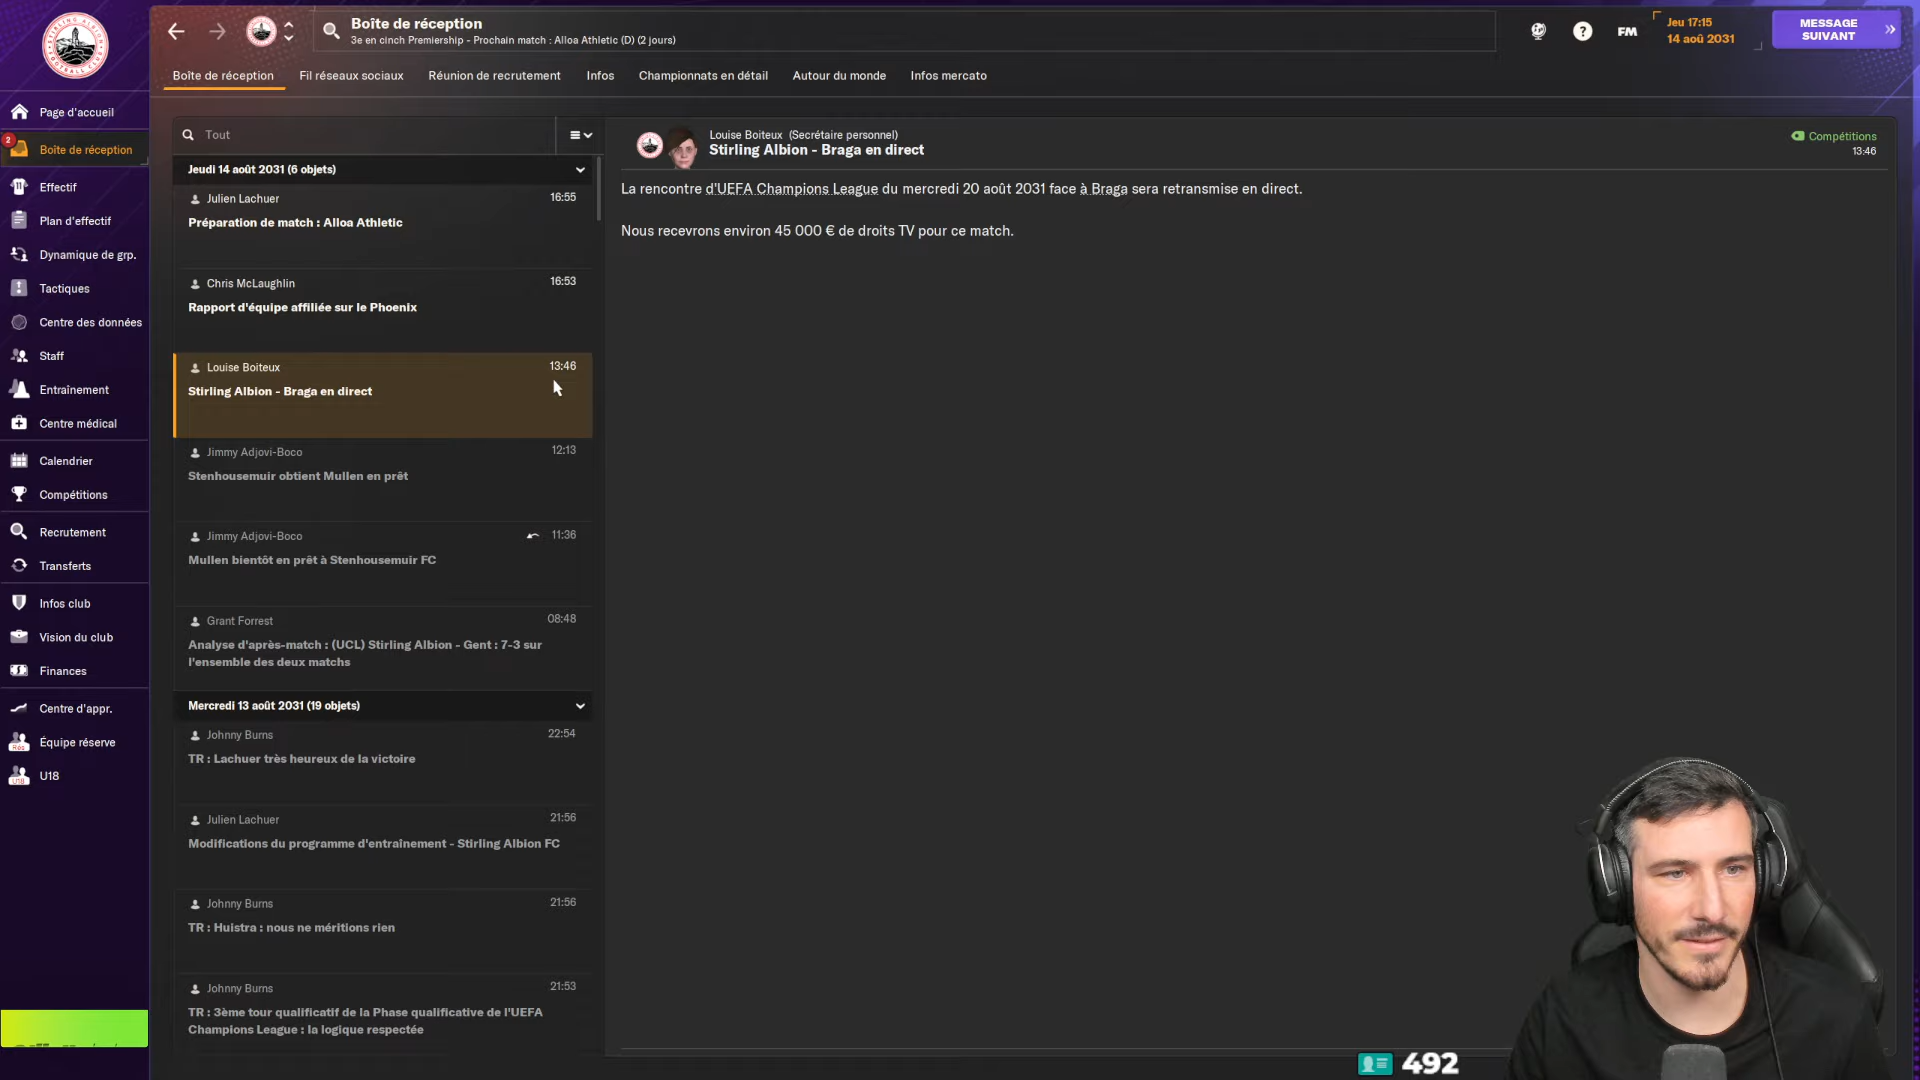 Boîte de réception
3e en cinch Premiership - Prochain match : Alloa Athletic (D) (2 jours)
FM
Jeu 17:15
14 aoû 2031
MESSAGE
SUIVANT
Boîte de réception
Fil réseaux sociaux
Réunion de recrutement
Infos
Championnats en détail
Autour du monde
Infos mercato
Page d'accueil
2
Boîte de réception
Effectif
Plan d'effectif
Dynamique de grp.
Tactiques
Centre des données
Staff
Entraînement
Centre médical
Calendrier
Compétitions
Recrutement
Transferts
Infos club
Vision du club
Finances
Centre d'appr.
Équipe réserve
U18
Tout
Jeudi 14 août 2031 (6 objets)
Julien Lachuer 16:55
Préparation de match : Alloa Athletic
Chris McLaughlin 16:53
Rapport d'équipe affiliée sur le Phoenix
Louise Boiteux 13:46
Stirling Albion - Braga en direct
Jimmy Adjovi-Boco 12:13
Stenhousemuir obtient Mullen en prêt
Jimmy Adjovi-Boco 11:36
Mullen bientôt en prêt à Stenhousemuir FC
Grant Forrest 08:48
Analyse d'après-match : (UCL) Stirling Albion - Gent : 7-3 sur
l'ensemble des deux matchs
Mercredi 13 août 2031 (19 objets)
Johnny Burns 22:54
TR : Lachuer très heureux de la victoire
Julien Lachuer 21:56
Modifications du programme d'entraînement - Stirling Albion FC
Johnny Burns 21:56
TR : Huistra : nous ne méritions rien
Johnny Burns 21:53
TR : 3ème tour qualificatif de la Phase qualificative de l'UEFA
Champions League : la logique respectée
Louise Boiteux (Secrétaire personnel)
Stirling Albion - Braga en direct
Compétitions
13:46
La rencontre d'UEFA Champions League du mercredi 20 août 2031 face à Braga sera retransmise en direct.
Nous recevrons environ 45 000 € de droits TV pour ce match.
492